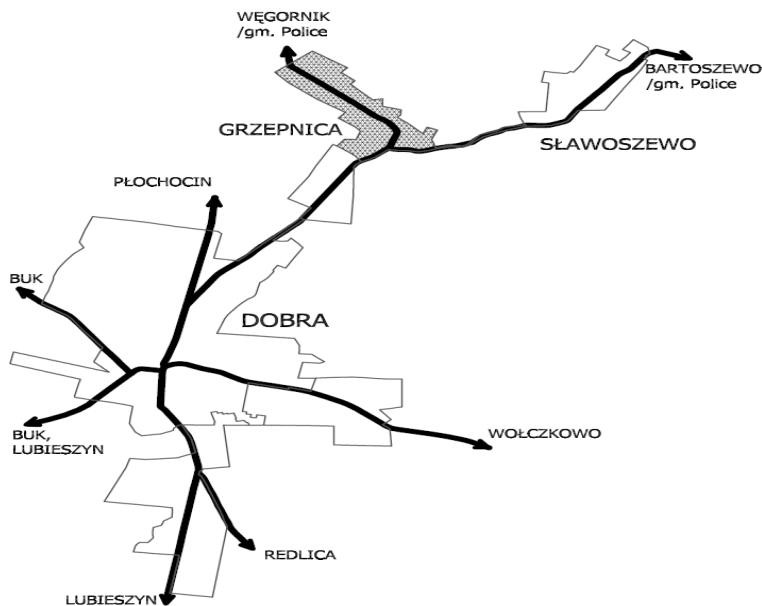 WĘGORNIK
/gm. Police
BARTOSZEWO
/gm. Police
GRZEPNICA
SŁAWOSZEWO
PŁOCHOCIN
BUK
DOBRA
BUK,
LUBIESZYN
WOŁCZKOWO
REDLICA
LUBIESZYN